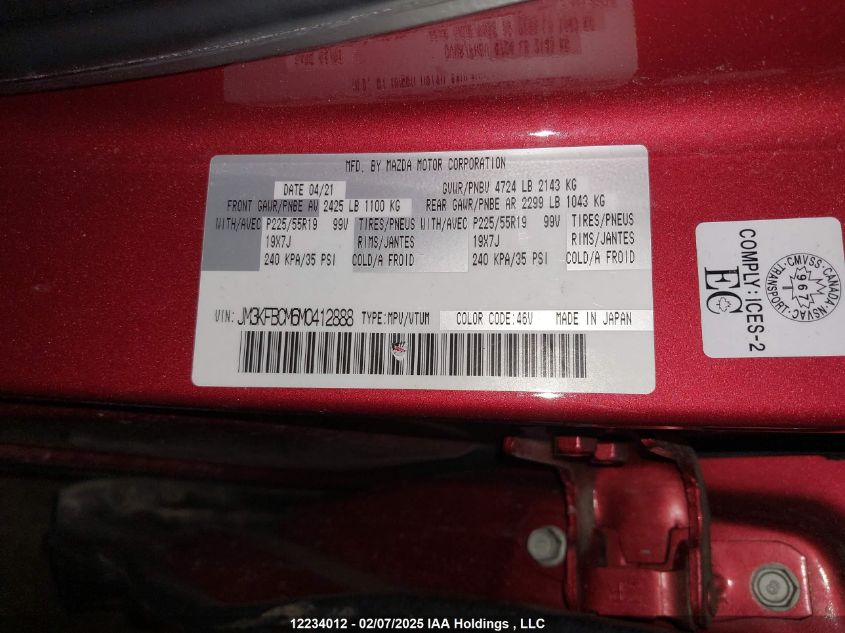 MFD. BY MAZDA MOTOR CORPORATION
DATE 04/21 GVWR/PNBV 4724 LB 2143 KG
FRONT GAWR/PNBE AV 2425 LB 1100 KG REAR GAWR/PNBE AR 2299 LB 1043 KG
WITH/AVEC P225/55R19 99V TIRES/PNEUS WITH/AVEC P225/55R19 99V TIRES/PNEUS
19X7J RIMS/JANTES 19X7J RIMS/JANTES
240 KPA/35 PSI COLD/A FROID 240 KPA/35 PSI COLD/A FROID
VIN: JM3KFBCM6M0412888 TYPE:MPV/VTUM COLOR CODE:46V MADE IN JAPAN
COMPLY: ICES-2
EC
TRANSPORT·CMVSS·CANADA·NSVAC
967
1
12234012 - 02/07/2025 IAA Holdings , LLC